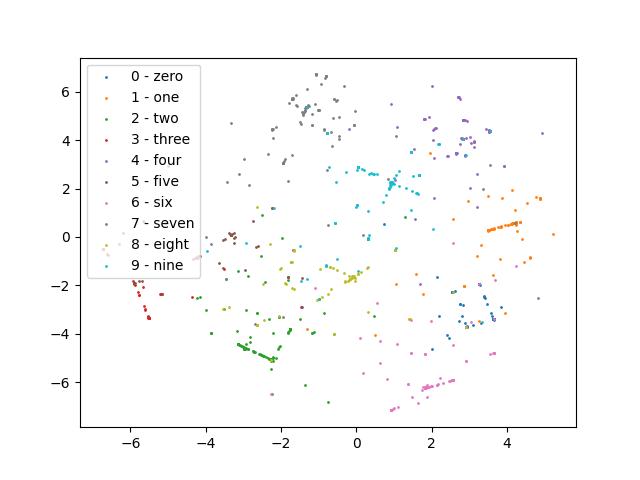 0 - zero
1 - one
2 - two
3 - three
4 - four
5 - five
6 - six
7 - seven
8 - eight
9 - nine
6
4
2
0
−2
−4
−6
−6 −4 −2 0 2 4